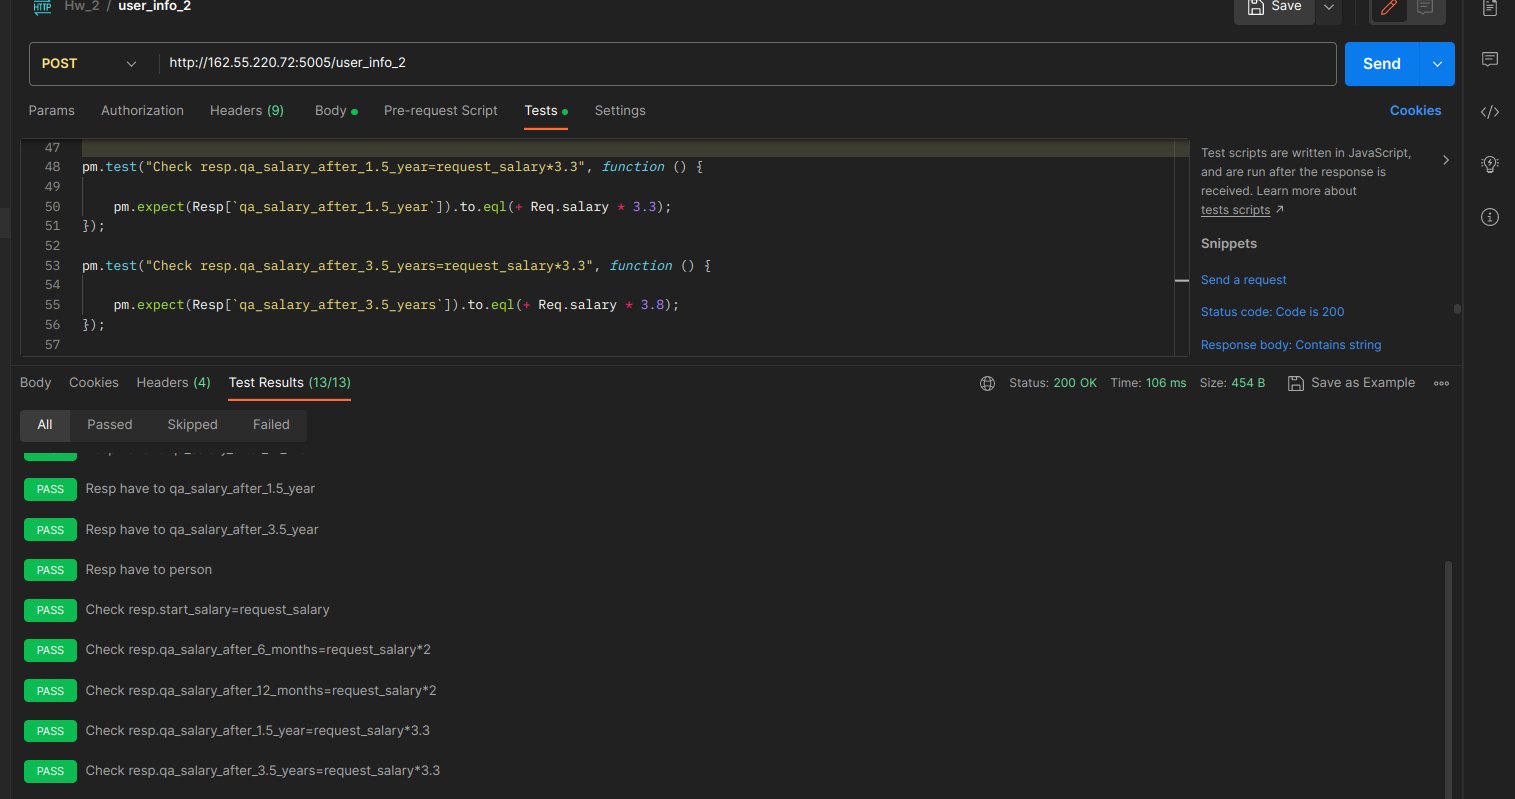 HTTP Hw_2 / user_info_2 Save
POST http://162.55.220.72:5005/user_info_2 Send
Params Authorization Headers (9) Body Pre-request Script Tests Settings Cookies
47
48 pm.test("Check resp.qa_salary_after_1.5_year=request_salary*3.3", function () {
49
50 pm.expect(Resp[`qa_salary_after_1.5_year`]).to.eql(+ Req.salary * 3.3);
51 });
52
53 pm.test("Check resp.qa_salary_after_3.5_years=request_salary*3.3", function () {
54
55 pm.expect(Resp[`qa_salary_after_3.5_years`]).to.eql(+ Req.salary * 3.8);
56 });
57
Test scripts are written in JavaScript,
and are run after the response is
received. Learn more about
tests scripts ↗
Snippets
Send a request
Status code: Code is 200
Response body: Contains string
Body Cookies Headers (4) Test Results (13/13) Status: 200 OK Time: 106 ms Size: 454 B Save as Example
All Passed Skipped Failed
PASS Resp have to qa_salary_after_1.5_year
PASS Resp have to qa_salary_after_3.5_year
PASS Resp have to person
PASS Check resp.start_salary=request_salary
PASS Check resp.qa_salary_after_6_months=request_salary*2
PASS Check resp.qa_salary_after_12_months=request_salary*2
PASS Check resp.qa_salary_after_1.5_year=request_salary*3.3
PASS Check resp.qa_salary_after_3.5_years=request_salary*3.3